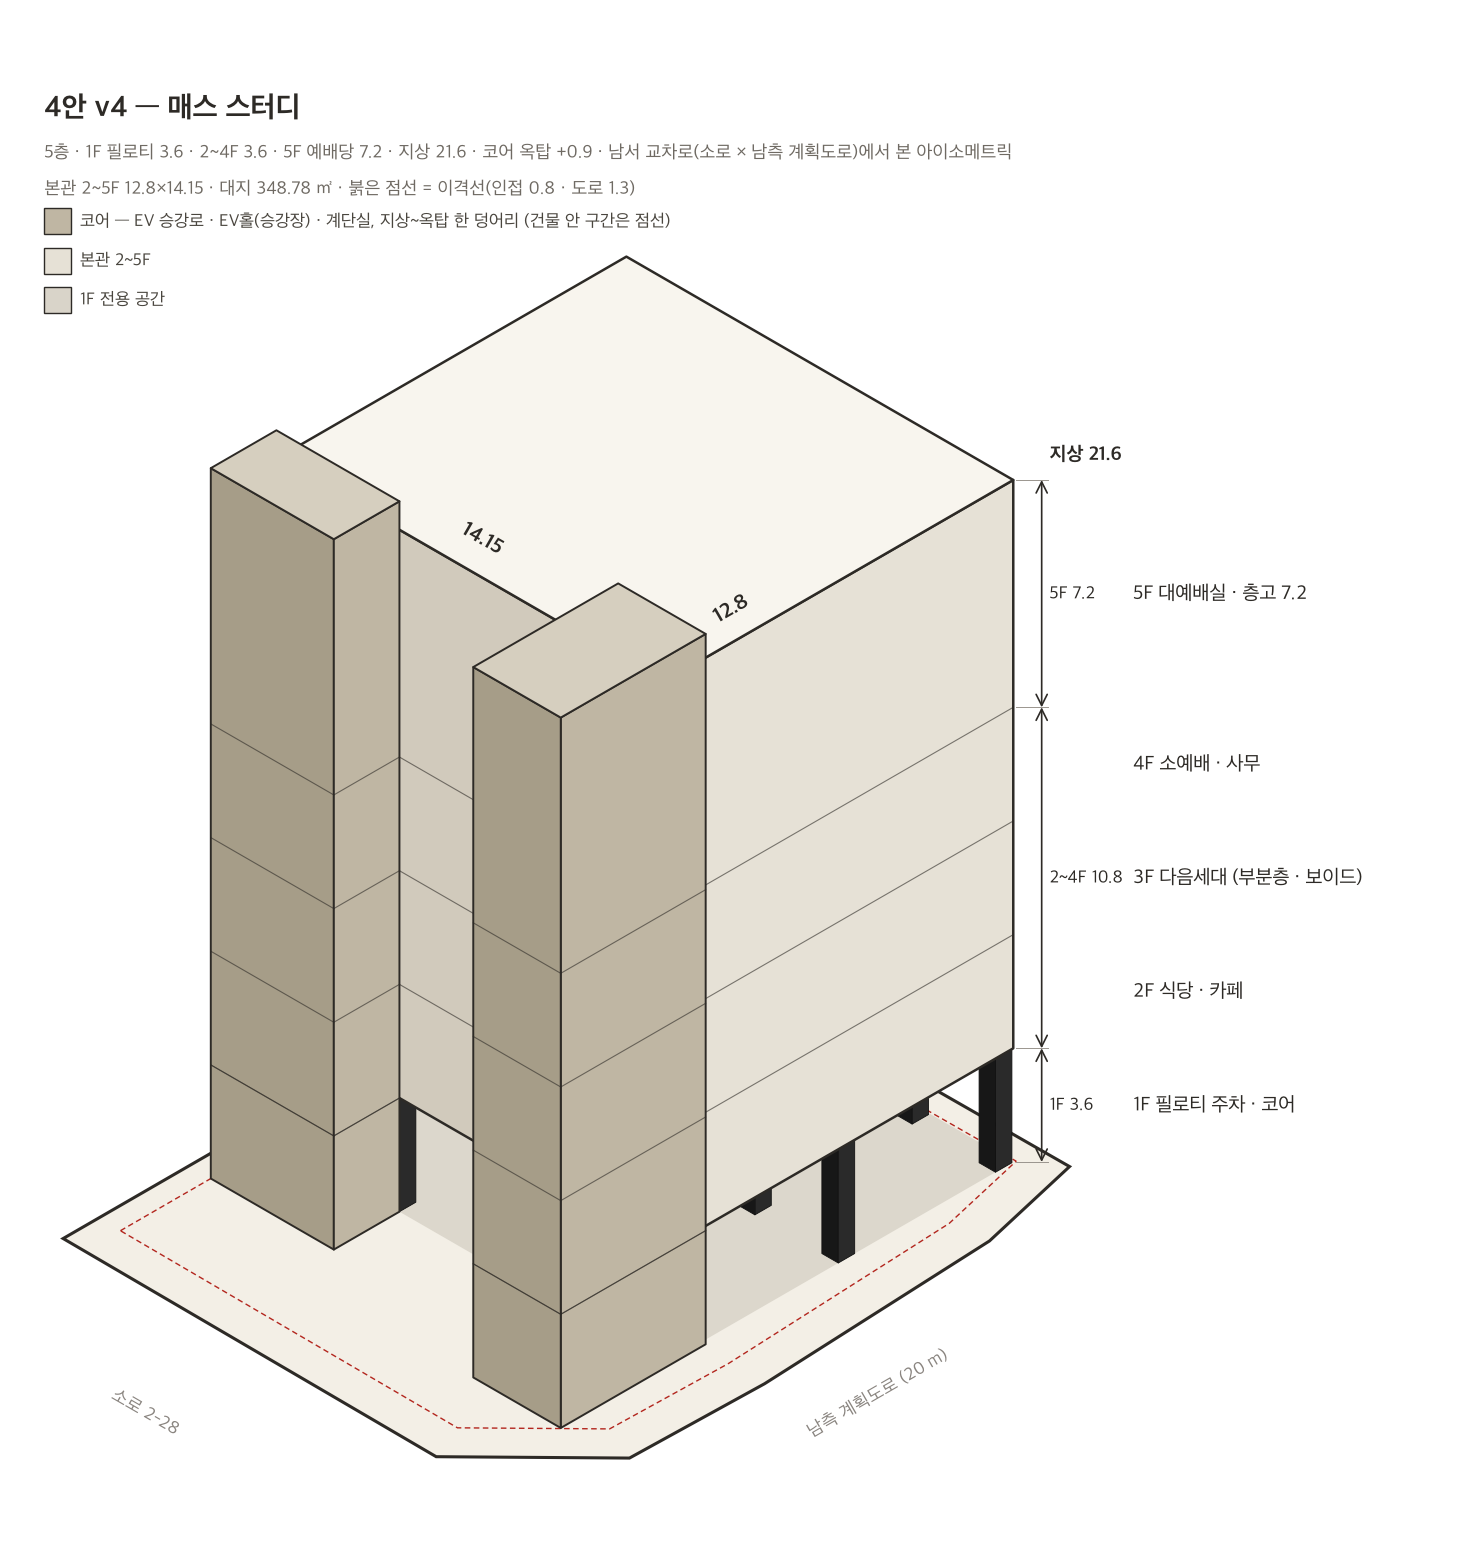 4안 v4 — 매스 스터디
5층 · 1F 필로티 3.6 · 2~4F 3.6 · 5F 예배당 7.2 · 지상 21.6 · 코어 옥탑 +0.9 · 남서 교차로(소로 × 남측 계획도로)에서 본 아이소메트릭
본관 2~5F 12.8×14.15 · 대지 348.78 ㎡ · 붉은 점선 = 이격선(인접 0.8 · 도로 1.3)
코어 — EV 승강로 · EV홀(승강장) · 계단실, 지상~옥탑 한 덩어리 (건물 안 구간은 점선)
본관 2~5F
1F 전용 공간
지상 21.6
14.15
12.8
5F 7.2
5F 대예배실 · 층고 7.2
4F 소예배 · 사무
2~4F 10.8
3F 다음세대 (부분층 · 보이드)
2F 식당 · 카페
1F 3.6
1F 필로티 주차 · 코어
소로 2-28
남측 계획도로 (20 m)